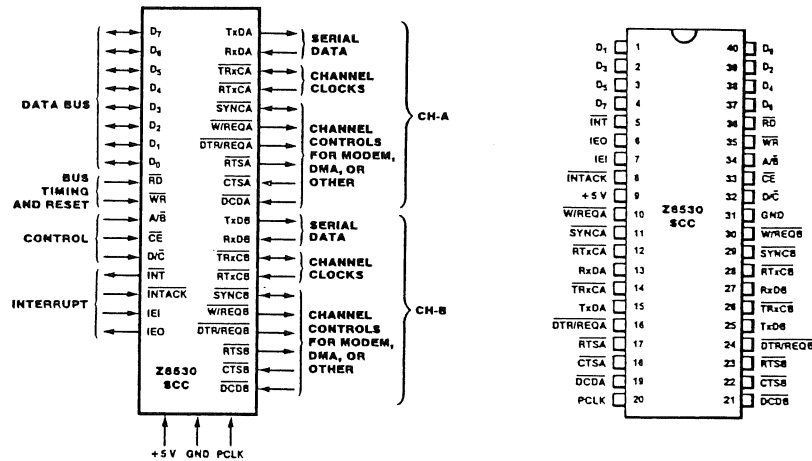 DATA BUS
BUS
TIMING
AND RESET
CONTROL
INTERRUPT
D7
D6
D5
D4
D3
D2
D1
D0
RD
WR
A/B
CE
D/C
INT
INTACK
IEI
IEO
TxDA
RxDA
TRxCA
RTxCA
SYNCA
W/REQA
DTR/REQA
RTSA
CTSA
DCDA
TxDB
RxDB
TRxCB
RTxCB
SYNCB
W/REQB
DTR/REQB
RTSB
CTSB
DCDB
Z8530
SCC
+5 V GND PCLK
SERIAL
DATA
CHANNEL
CLOCKS
CHANNEL
CONTROLS
FOR MODEM,
DMA, OR
OTHER
CH-A
SERIAL
DATA
CHANNEL
CLOCKS
CHANNEL
CONTROLS
FOR MODEM,
DMA, OR
OTHER
CH-B
D1 1 40 D0
D3 2 39 D2
D5 3 38 D4
D7 4 37 D6
INT 5 36 RD
IEO 6 35 WR
IEI 7 34 A/B
INTACK 8 33 CE
+5 V 9 32 D/C
W/REQA 10 31 GND
SYNCA 11 30 W/REQB
RTxCA 12 29 SYNCB
RxDA 13 28 RTxCB
TRxCA 14 27 RxDB
TxDA 15 26 TRxCB
DTR/REQA 16 25 TxDB
RTSA 17 24 DTR/REQB
CTSA 18 23 RTSB
DCDA 19 22 CTSB
PCLK 20 21 DCDB
Z8530
SCC